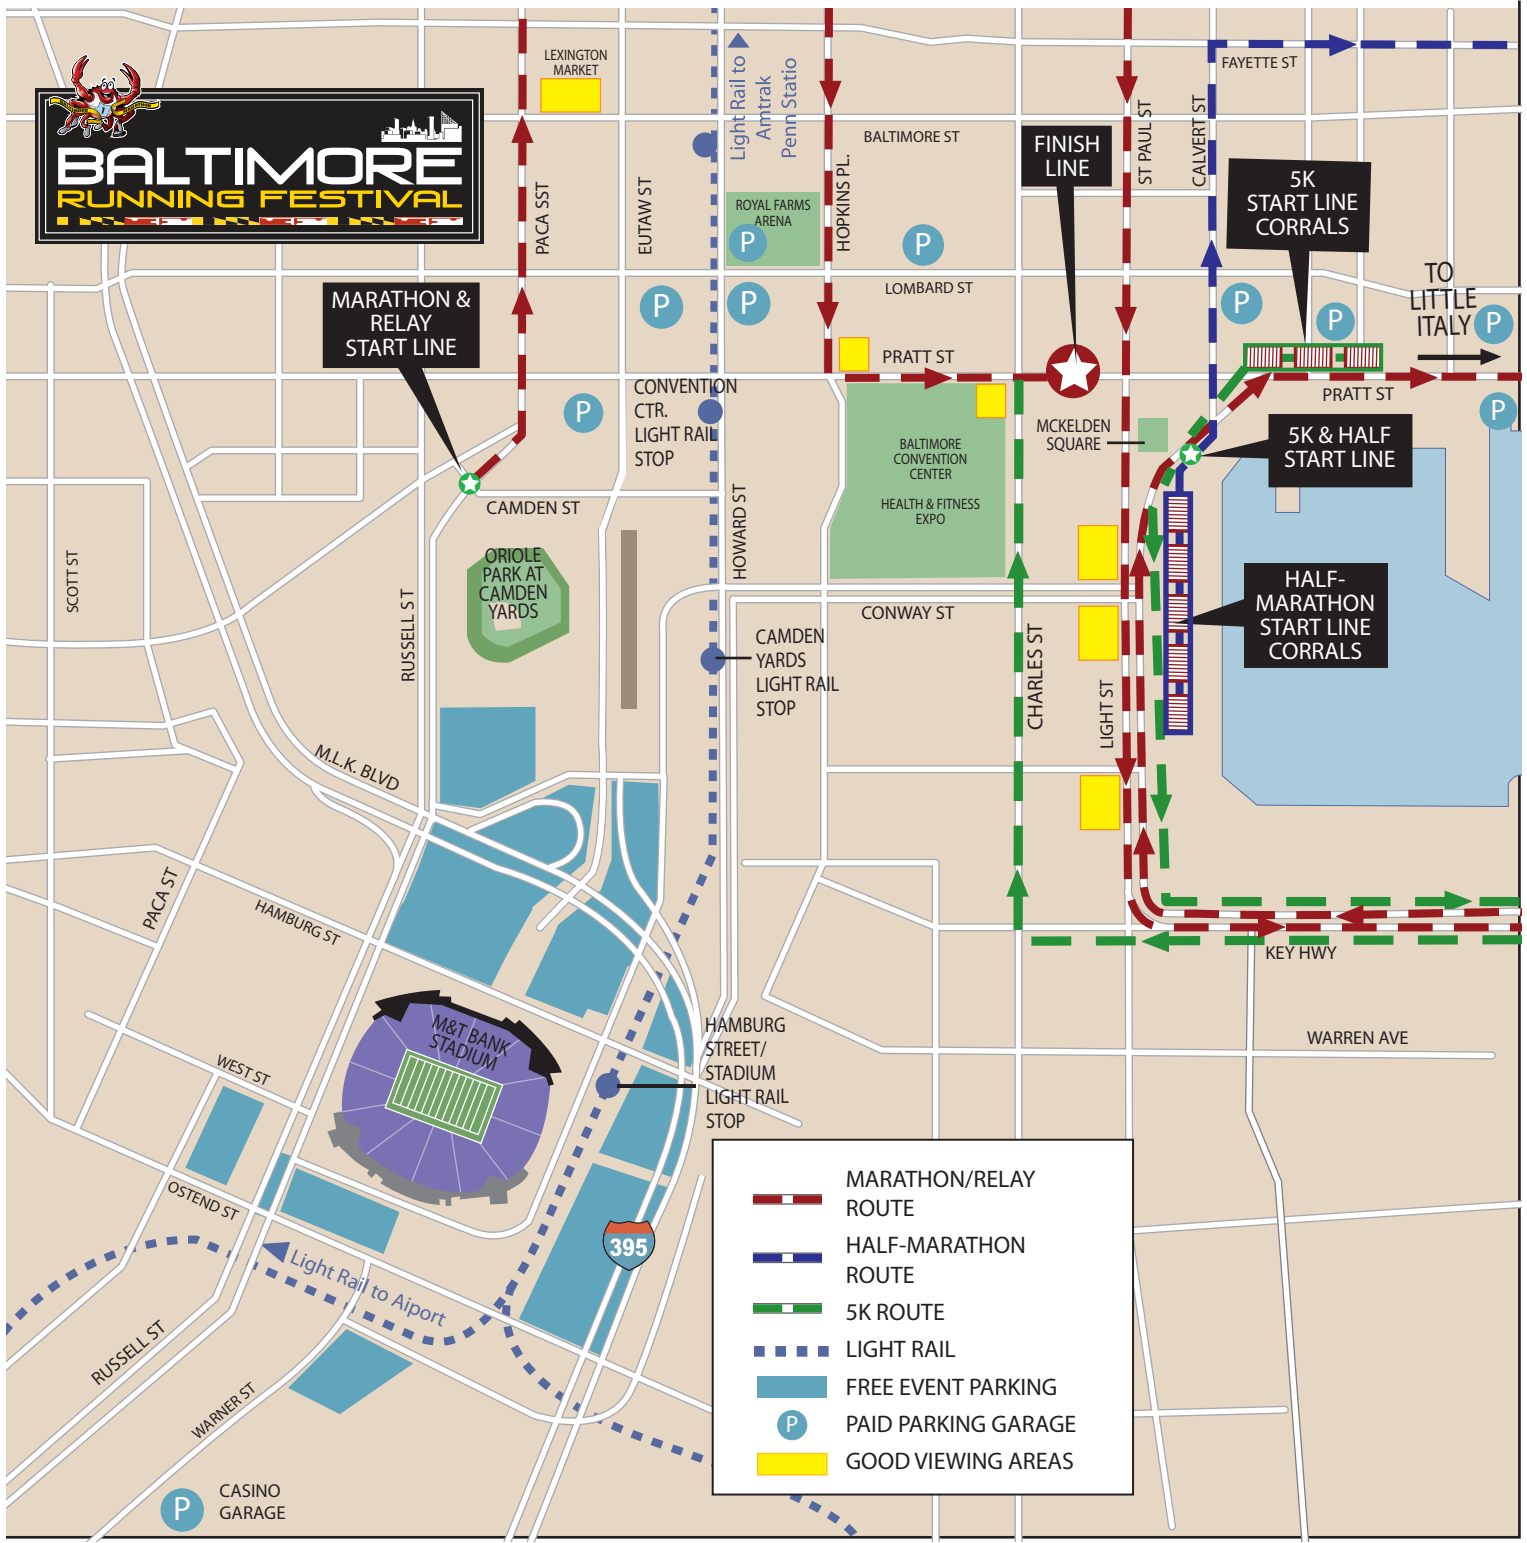 BALTIMORE
RUNNING FESTIVAL
LEXINGTON
MARKET
Light Rail to
Amtrak
Penn Statio
BALTIMORE ST
FINISH
LINE
ST PAUL ST
CALVERT ST
FAYETTE ST
5K
START LINE
CORRALS
PACA SST
EUTAW ST
ROYAL FARMS
ARENA
P
HOPKINS PL.
P
LOMBARD ST
TO
LITTLE
ITALY
P
P
P
P
P
MARATHON &
RELAY
START LINE
PRATT ST
PRATT ST
P
CONVENTION
CTR.
LIGHT RAIL
STOP
P
MCKELDEN
SQUARE
5K & HALF
START LINE
BALTIMORE
CONVENTION
CENTER
HEALTH & FITNESS
EXPO
CAMDEN ST
HOWARD ST
SCOTT ST
RUSSELL ST
ORIOLE
PARK AT
CAMDEN
YARDS
CONWAY ST
HALF-
MARATHON
START LINE
CORRALS
CAMDEN
YARDS
LIGHT RAIL
STOP
CHARLES ST
LIGHT ST
M.L.K. BLVD
PACA ST
HAMBURG ST
KEY HWY
M&T BANK
STADIUM
HAMBURG
STREET/
STADIUM
LIGHT RAIL
STOP
WARREN AVE
WEST ST
OSTEND ST
395
Light Rail to Aiport
RUSSELL ST
WARNER ST
P
CASINO
GARAGE
MARATHON/RELAY
ROUTE
HALF-MARATHON
ROUTE
5K ROUTE
LIGHT RAIL
FREE EVENT PARKING
P
PAID PARKING GARAGE
GOOD VIEWING AREAS